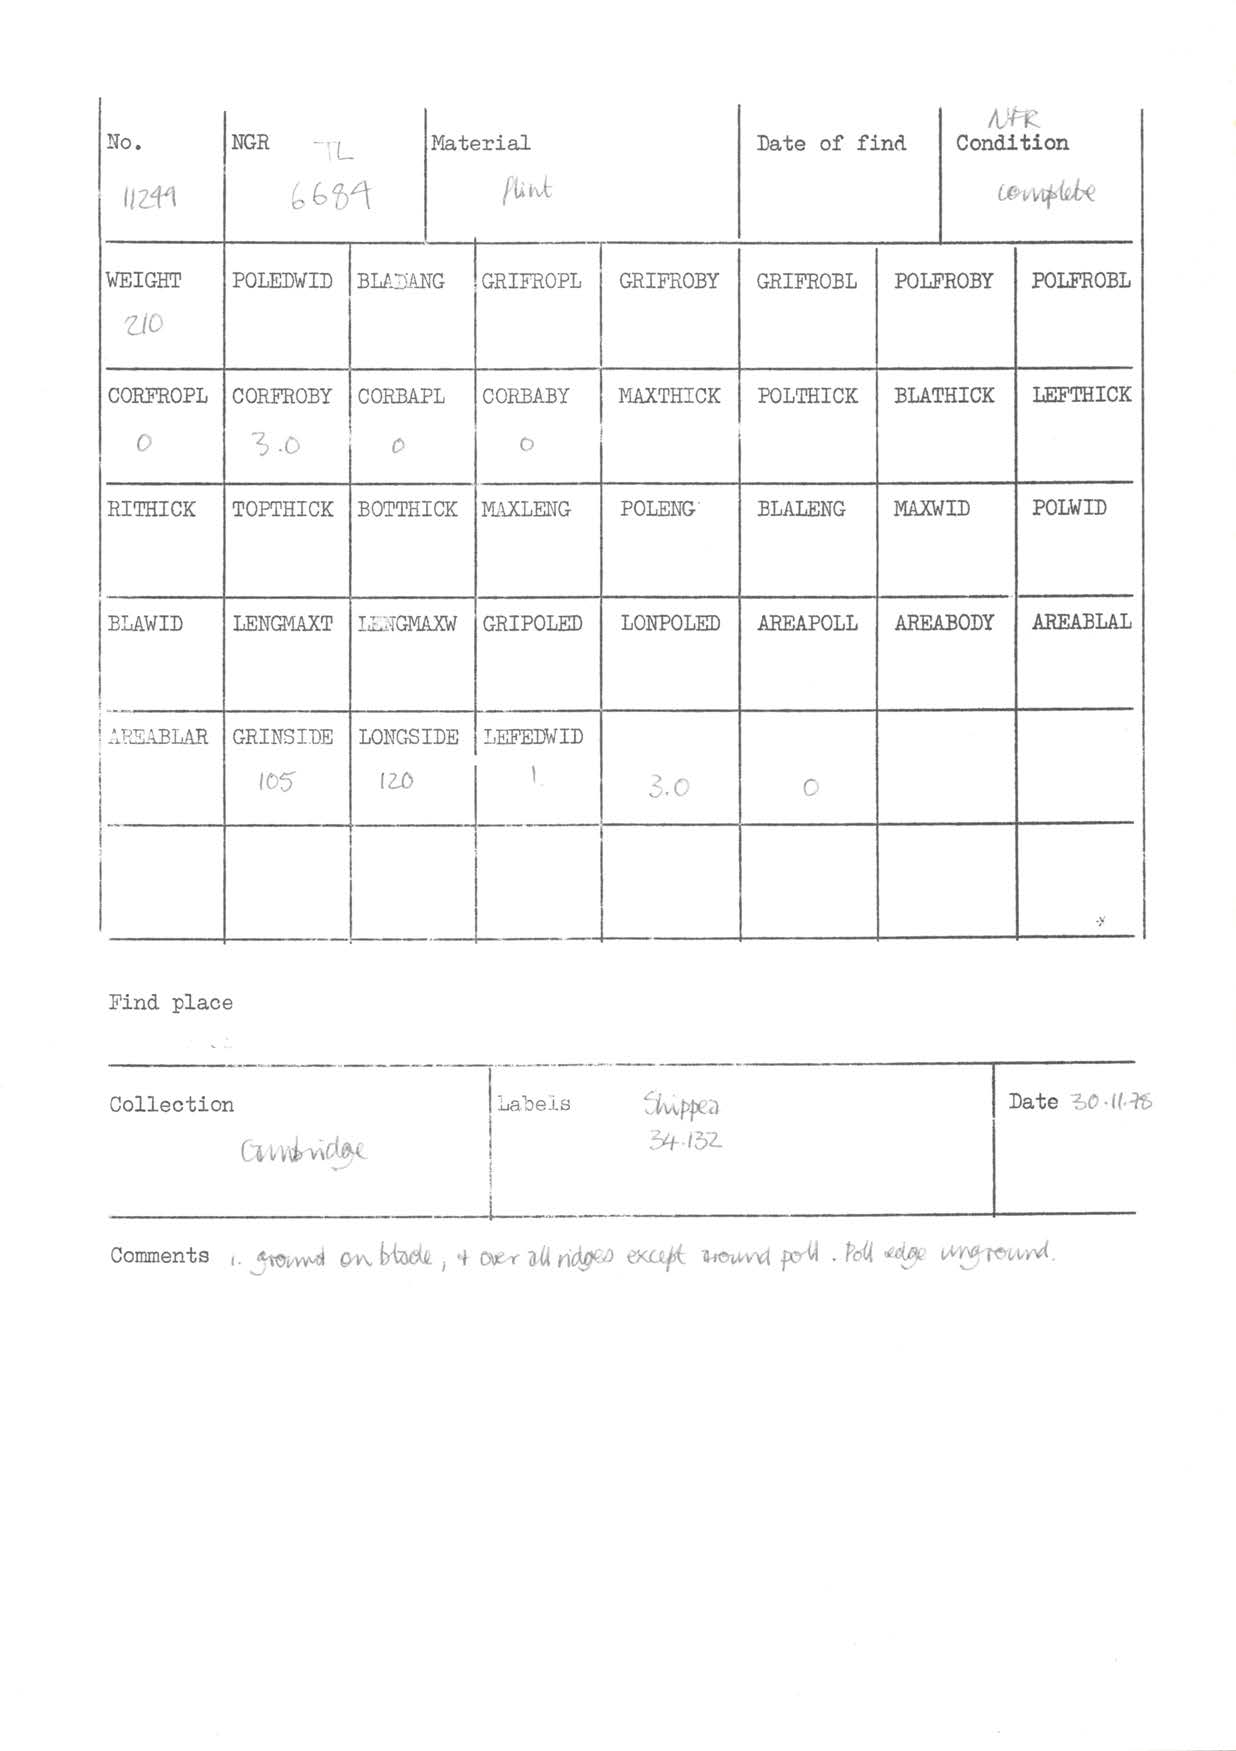 NFR
No. NGR TL Material Date of find Condition
11249 6684 flint complete
WEIGHT POLEDWID BLADANG GRIFROPL GRIFROBY GRIFROBL POLFROBY POLFROBL
210
CORFROPL CORFROBY CORBAPL CORBABY MAXTHICK POLTHICK BLATHICK LEFTHICK
0 3.0 0 0
RITHICK TOPTHICK BOTTHICK MAXLENG POLENG BLALENG MAXWID POLWID
BLAWID LENGMAXT LENGMAXW GRIPOLED LONPOLED AREAPOLL AREABODY AREABLAL
AREABLAR GRINSIDE LONGSIDE LEFEDWID
105 120 1 3.0 0
Find place
Collection Labels Shippea Date 30.11.78
Cambridge 34.132
Comments 1. ground on blade, + over all ridges except around poll. Poll edge unground.